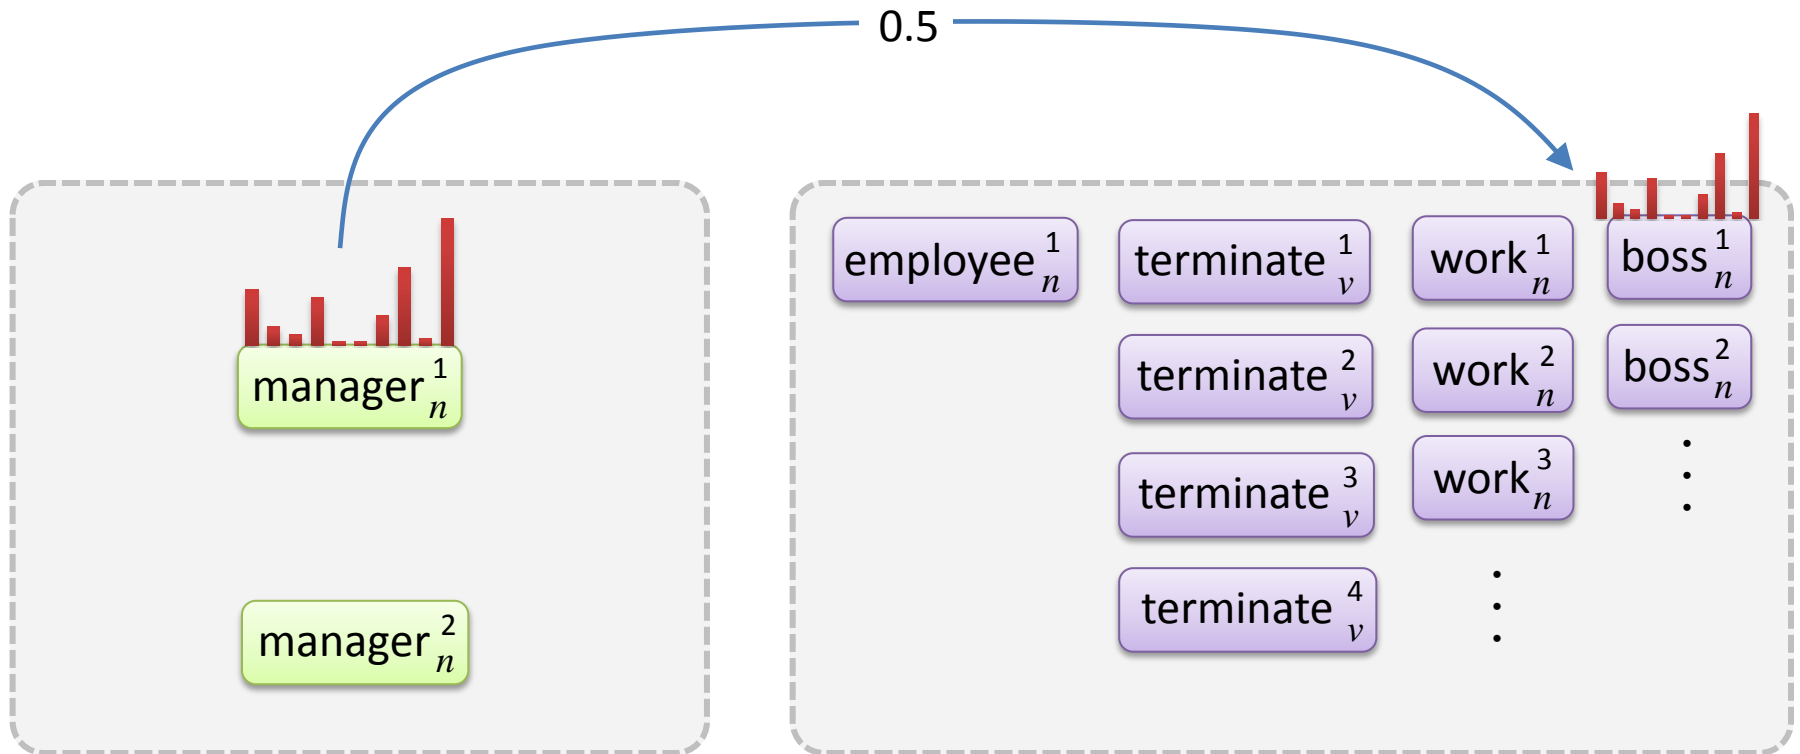 0.5
manager 1 n
manager 2 n
employee 1 n
terminate 1 v
work 1 n
boss 1 n
terminate 2 v
work 2 n
boss 2 n
terminate 3 v
work 3 n
terminate 4 v